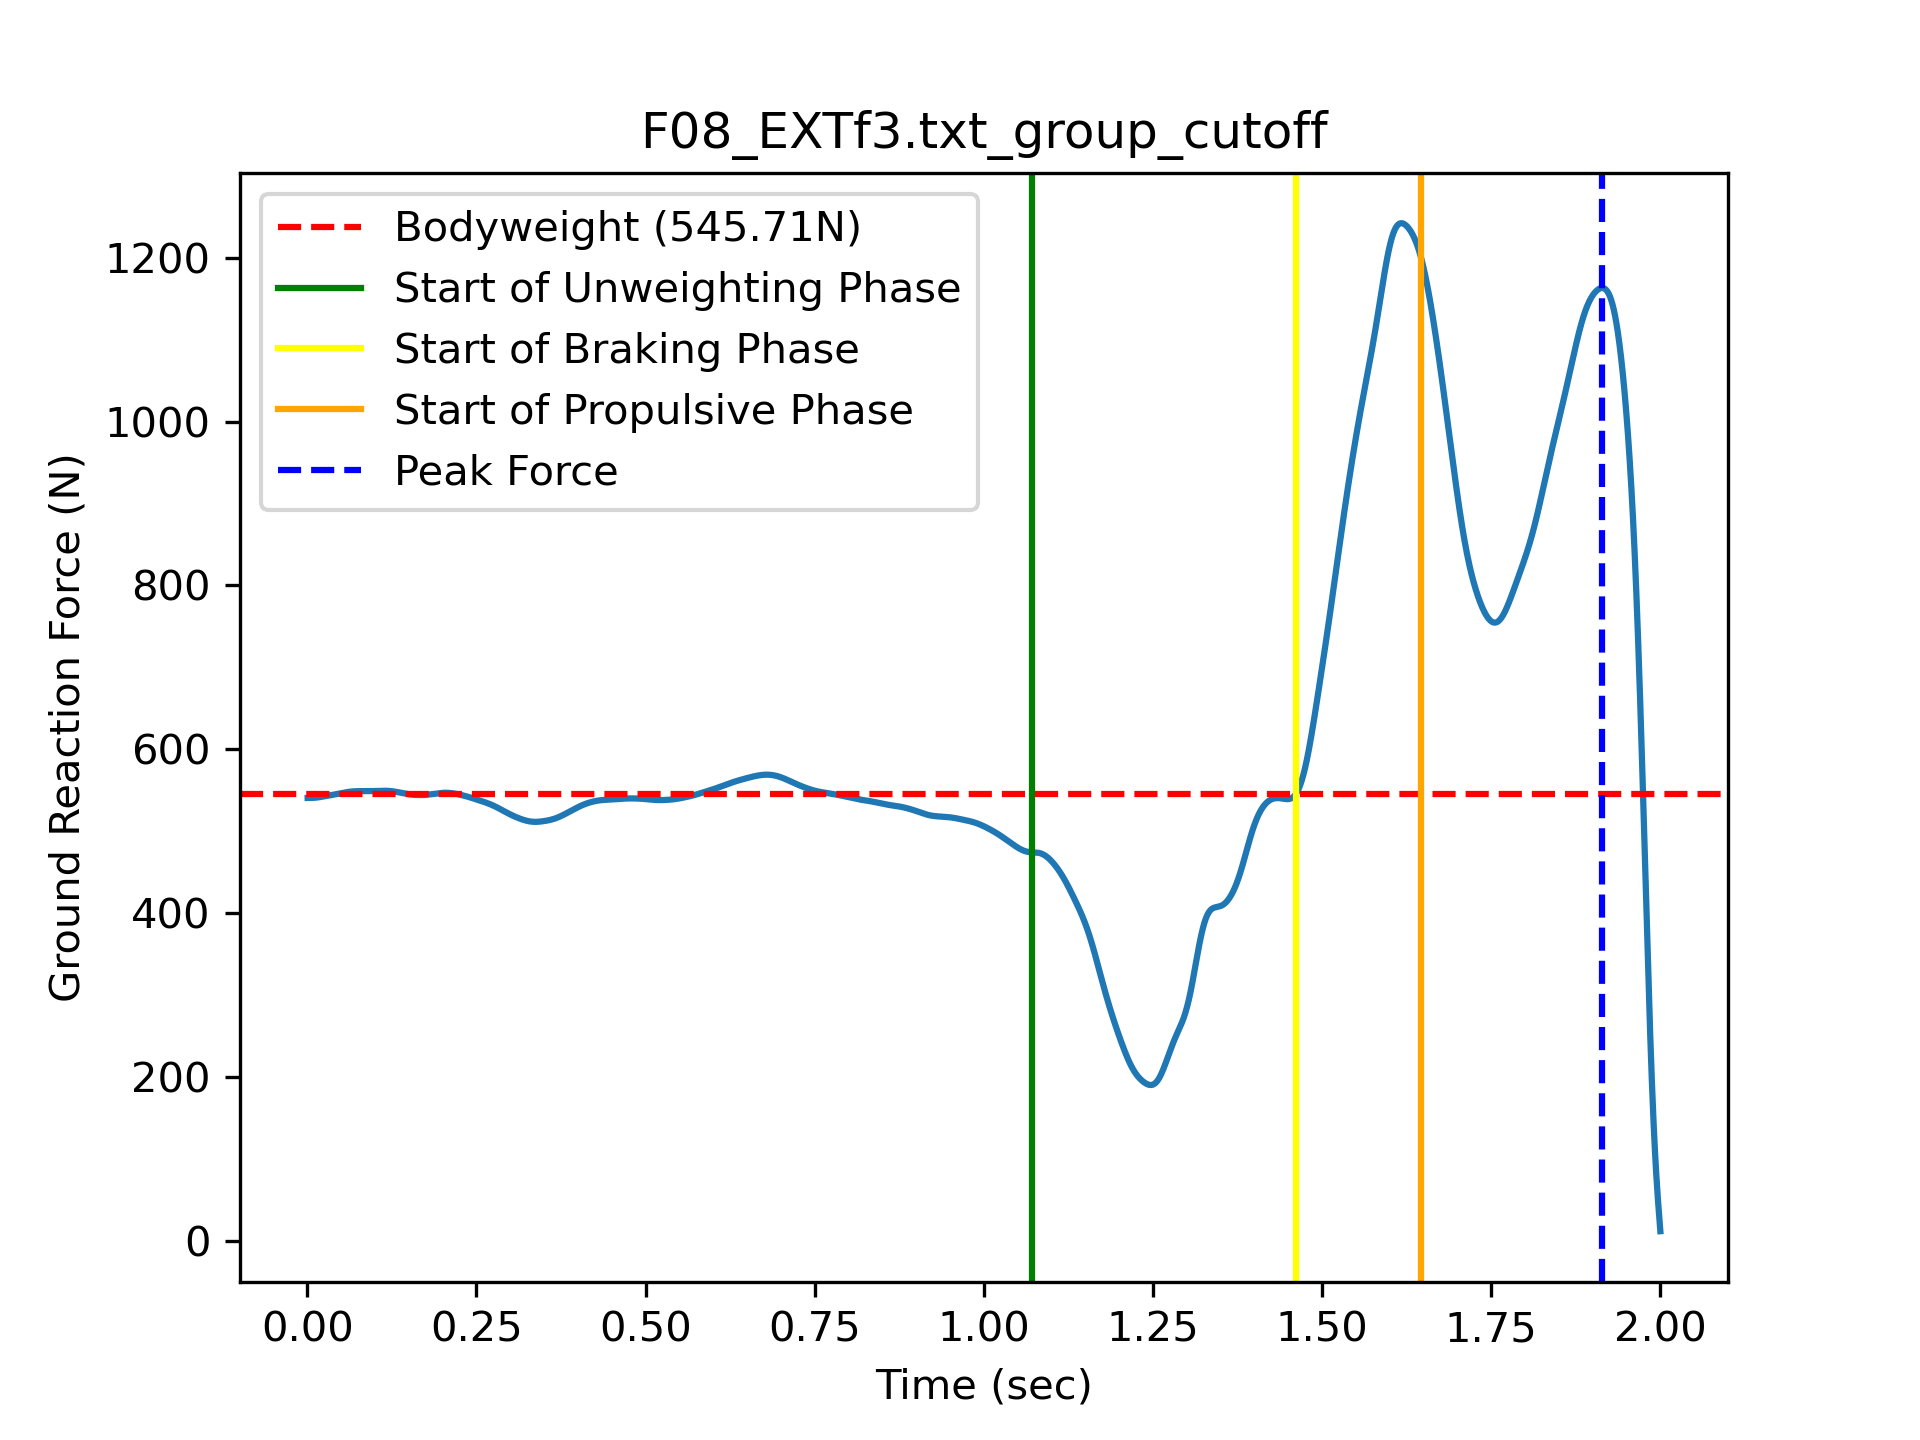 F08_EXTf3.txt_group_cutoff
Bodyweight (545.71N)
Start of Unweighting Phase
Start of Braking Phase
Start of Propulsive Phase
Peak Force
Ground Reaction Force (N)
1200
1000
800
600
400
200
0
0.00 0.25 0.50 0.75 1.00 1.25 1.50 1.75 2.00
Time (sec)